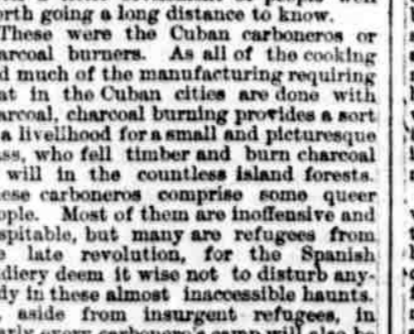 orth going a long distance to know.
These were the Cuban carboneros or
arcoal burners. As all of the cooking
d much of the manufacturing requiring
at in the Cuban cities are done with
arcoal, charcoal burning provides a sort
a livelihood for a small and picturesque
ss, who fell timber and burn charcoal
will in the countless island forests.
ese carboneros comprise some queer
ople. Most of them are inoffensive and
spitable, but many are refugees from
e late revolution, for the Spanish
diery deem it wise not to disturb any-
dy in these almost inaccessible haunts.
, aside from insurgent refugees, in